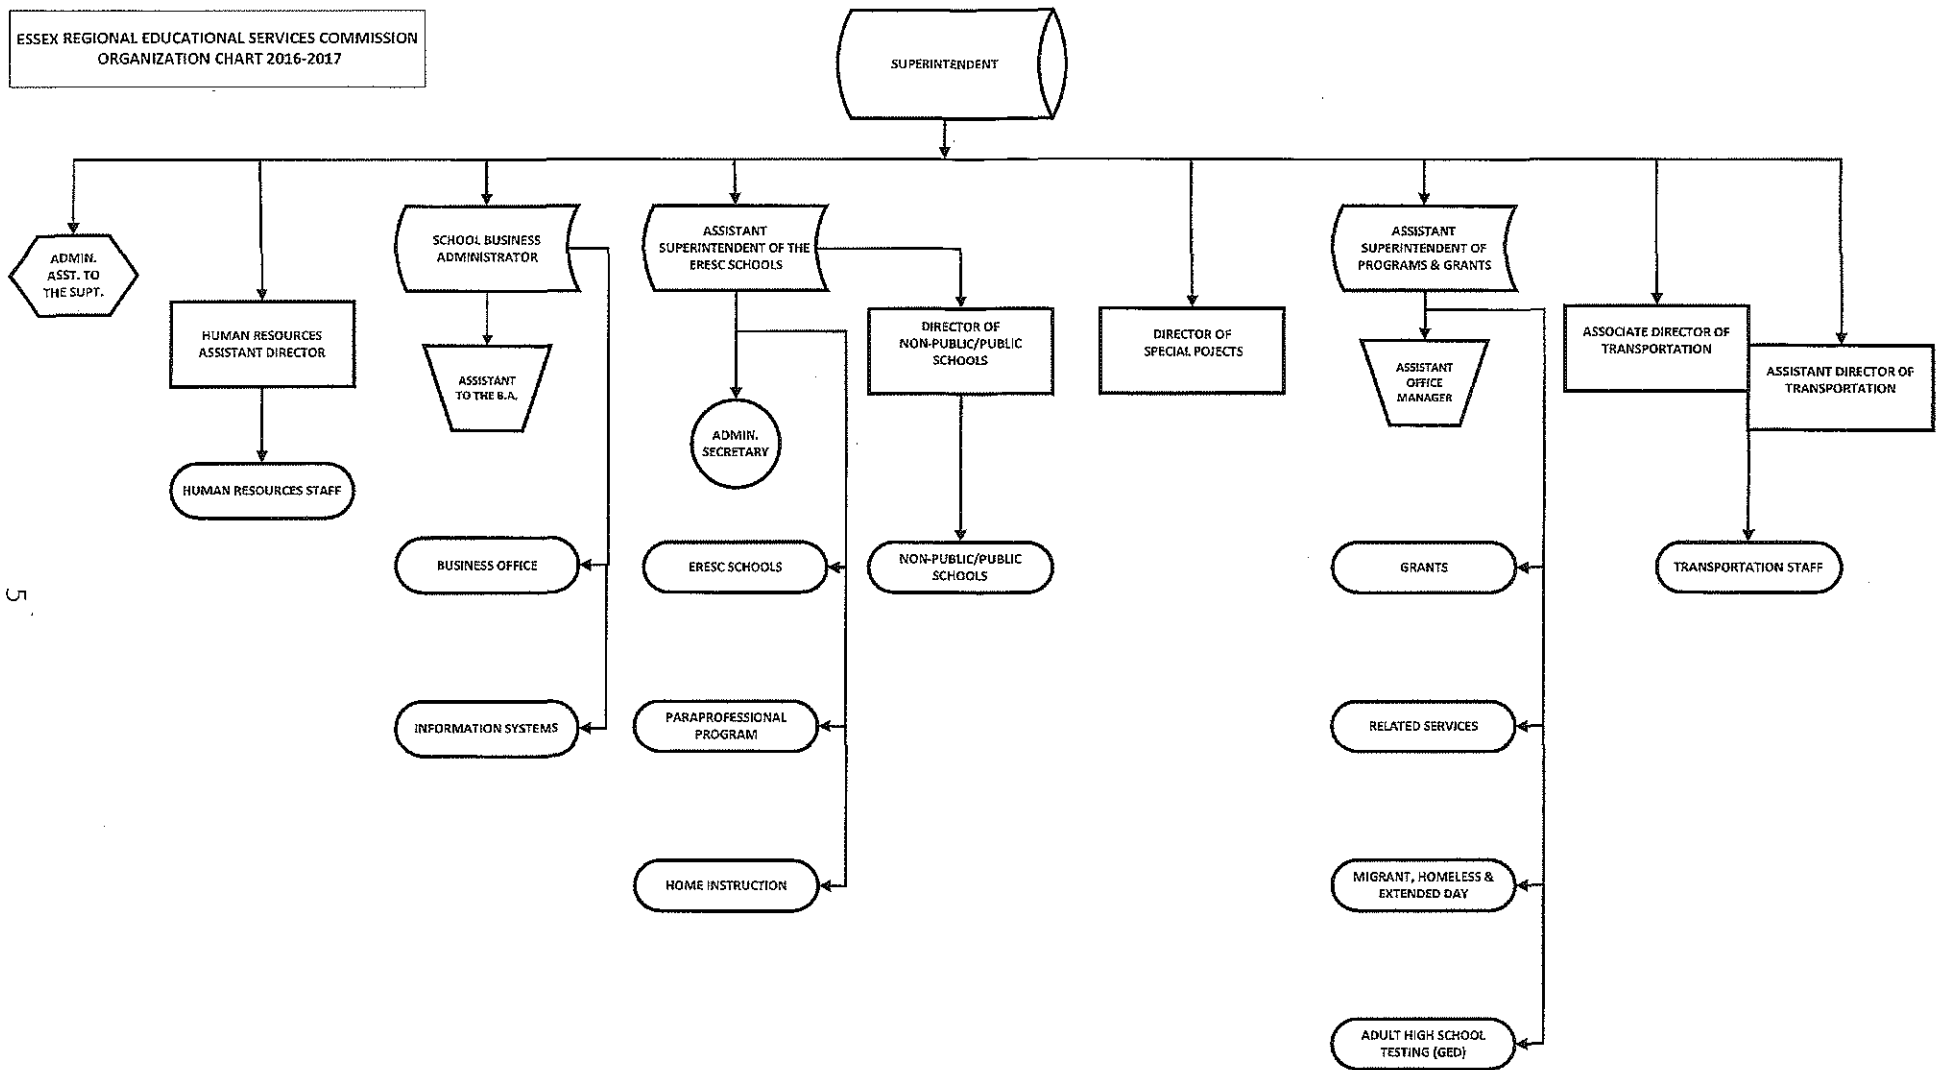 ESSEX REGIONAL EDUCATIONAL SERVICES COMMISSION
ORGANIZATION CHART 2016-2017
SUPERINTENDENT
ADMIN.
ASST. TO
THE SUPT.
HUMAN RESOURCES
ASSISTANT DIRECTOR
HUMAN RESOURCES STAFF
SCHOOL BUSINESS
ADMINISTRATOR
ASSISTANT
TO THE B.A.
BUSINESS OFFICE
INFORMATION SYSTEMS
ASSISTANT
SUPERINTENDENT OF THE
ERESC SCHOOLS
ADMIN.
SECRETARY
ERESC SCHOOLS
PARAPROFESSIONAL
PROGRAM
HOME INSTRUCTION
DIRECTOR OF
NON-PUBLIC/PUBLIC
SCHOOLS
NON-PUBLIC/PUBLIC
SCHOOLS
DIRECTOR OF
SPECIAL POJECTS
ASSISTANT
SUPERINTENDENT OF
PROGRAMS & GRANTS
ASSISTANT
OFFICE
MANAGER
GRANTS
RELATED SERVICES
MIGRANT, HOMELESS &
EXTENDED DAY
ADULT HIGH SCHOOL
TESTING (GED)
ASSOCIATE DIRECTOR OF
TRANSPORTATION
ASSISTANT DIRECTOR OF
TRANSPORTATION
TRANSPORTATION STAFF
5